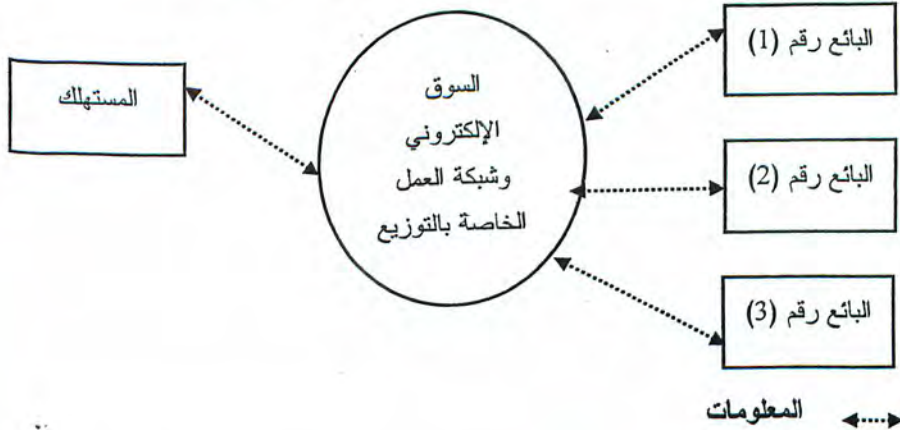 البائع رقم (1)
المستهلك
السوق
الإلكتروني
وشبكة العمل
الخاصة بالتوزيع
البائع رقم (2)
البائع رقم (3)
المعلومات